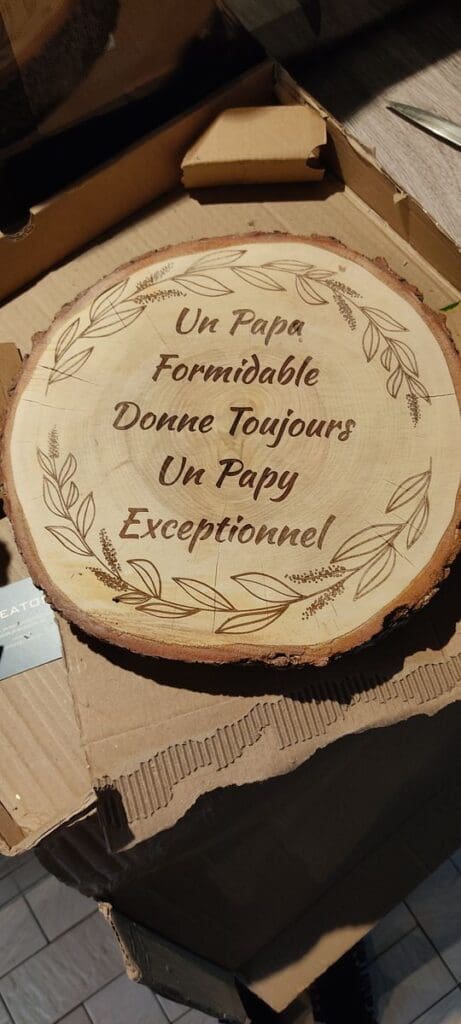 Un Papa
Formidable
Donne Toujours
Un Papy
Exceptionnel